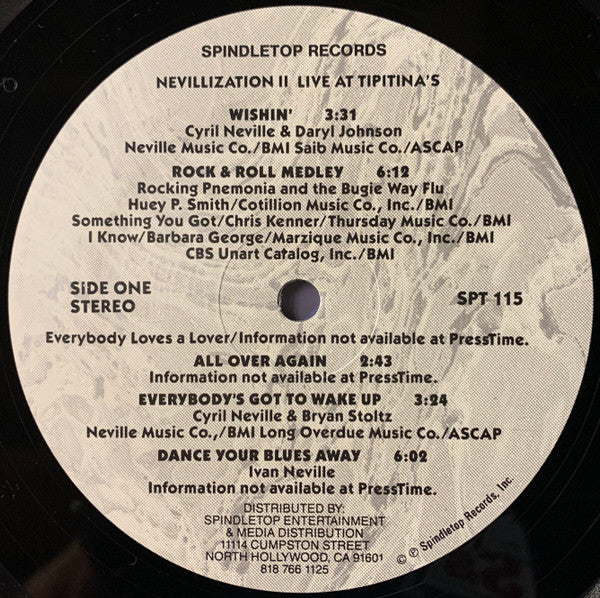 SPINDLETOP RECORDS
NEVILLIZATION II LIVE AT TIPITINA'S
WISHIN' 3:31
Cyril Neville & Daryl Johnson
Neville Music Co./BMI Saib Music Co./ASCAP
ROCK & ROLL MEDLEY 6:12
Rocking Pnemonia and the Bugie Way Flu
Huey P. Smith/Cotillion Music Co., Inc./BMI
Something You Got/Chris Kenner/Thursday Music Co./BMI
I Know/Barbara George/Marzique Music Co., Inc./BMI
CBS Unart Catalog, Inc./BMI
SiDE ONE
STEREO
SPT 115
Everybody Loves a Lover/Information not available at PressTime.
ALL OVER AGAIN 2:43
Information not available at PressTime.
EVERYBODY'S GOT TO WAKE UP 3:24
Cyril Neville & Bryan Stoltz
Neville Music Co.,/BMI Long Overdue Music Co./ASCAP
DANCE YOUR BLUES AWAY 6:02
Ivan Neville
Information not available at PressTime.
DISTRIBUTED BY:
SPINDLETOP ENTERTAINMENT
& MEDIA DISTRIBUTION
11114 CUMPSTON STREET
NORTH HOLLYWOOD, CA 91601
818 766 1125
© ℗ Spindletop Records, Inc.